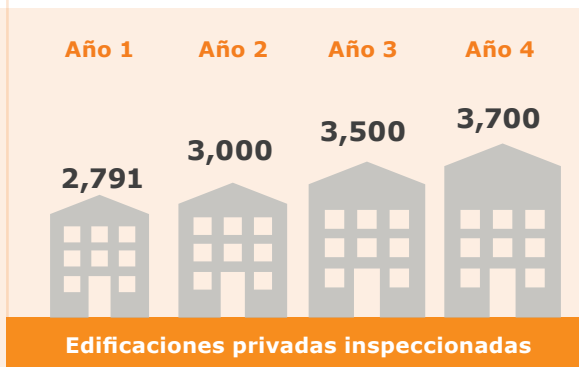 Año 1 Año 2 Año 3 Año 4
2,791 3,000 3,500 3,700
Edificaciones privadas inspeccionadas